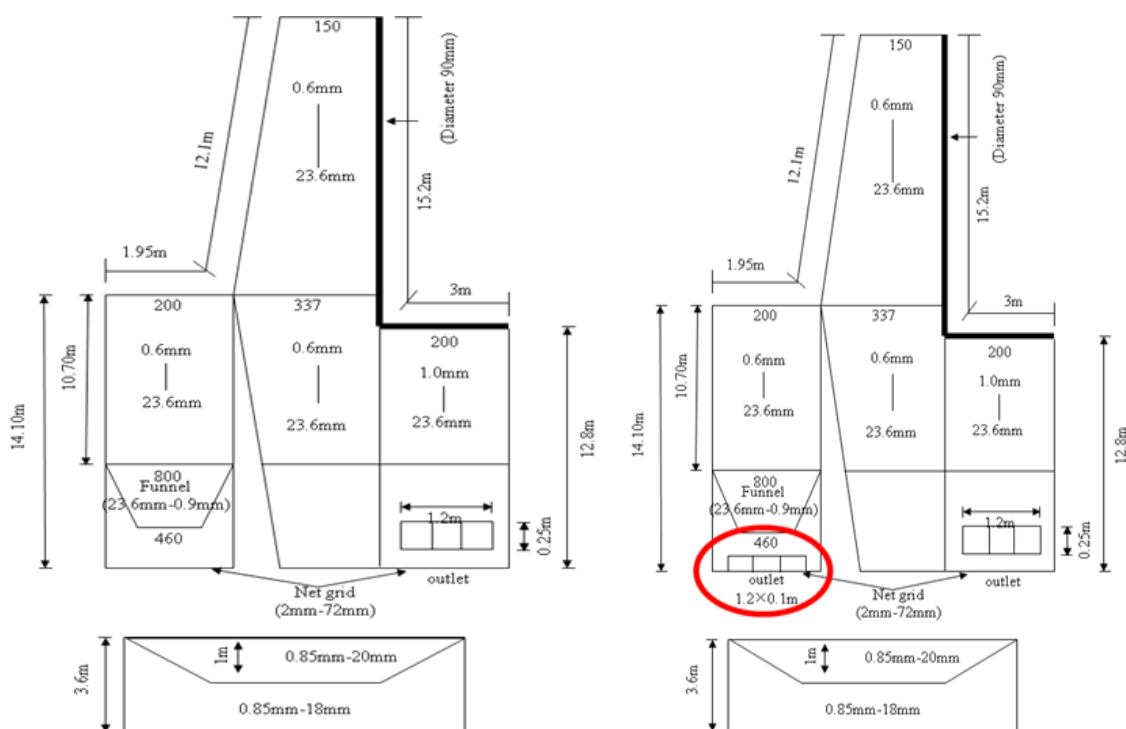 150
0.6mm
23.6mm
12.1m
(Diameter 90mm)
15.2m
1.95m
3m
200
337
200
0.6mm
23.6mm
0.6mm
23.6mm
1.0mm
23.6mm
14.10m
10.70m
12.8m
800
Funnel
(23.6mm-0.9mm)
460
1.2m
0.25m
outlet
Net grid
(2mm-72mm)
3.6m
1m
0.85mm-20mm
0.85mm-18mm
150
0.6mm
23.6mm
12.1m
(Diameter 90mm)
15.2m
1.95m
3m
200
337
200
0.6mm
23.6mm
0.6mm
23.6mm
1.0mm
23.6mm
14.10m
10.70m
12.8m
800
Funnel
(23.6mm-0.9mm)
460
1.2m
0.25m
outlet
1.2×0.1m
outlet
Net grid
(2mm-72mm)
3.6m
1m
0.85mm-20mm
0.85mm-18mm